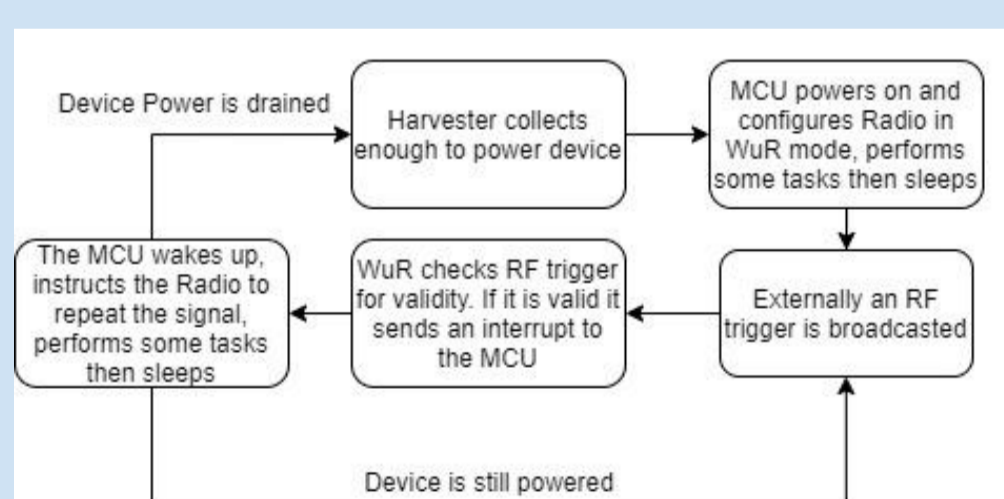 Device Power is drained
Harvester collects
enough to power device
MCU powers on and
configures Radio in
WuR mode, performs
some tasks then sleeps
The MCU wakes up,
instructs the Radio to
repeat the signal,
performs some tasks
then sleeps
WuR checks RF trigger
for validity. If it is valid it
sends an interrupt to
the MCU
Externally an RF
trigger is broadcasted
Device is still powered